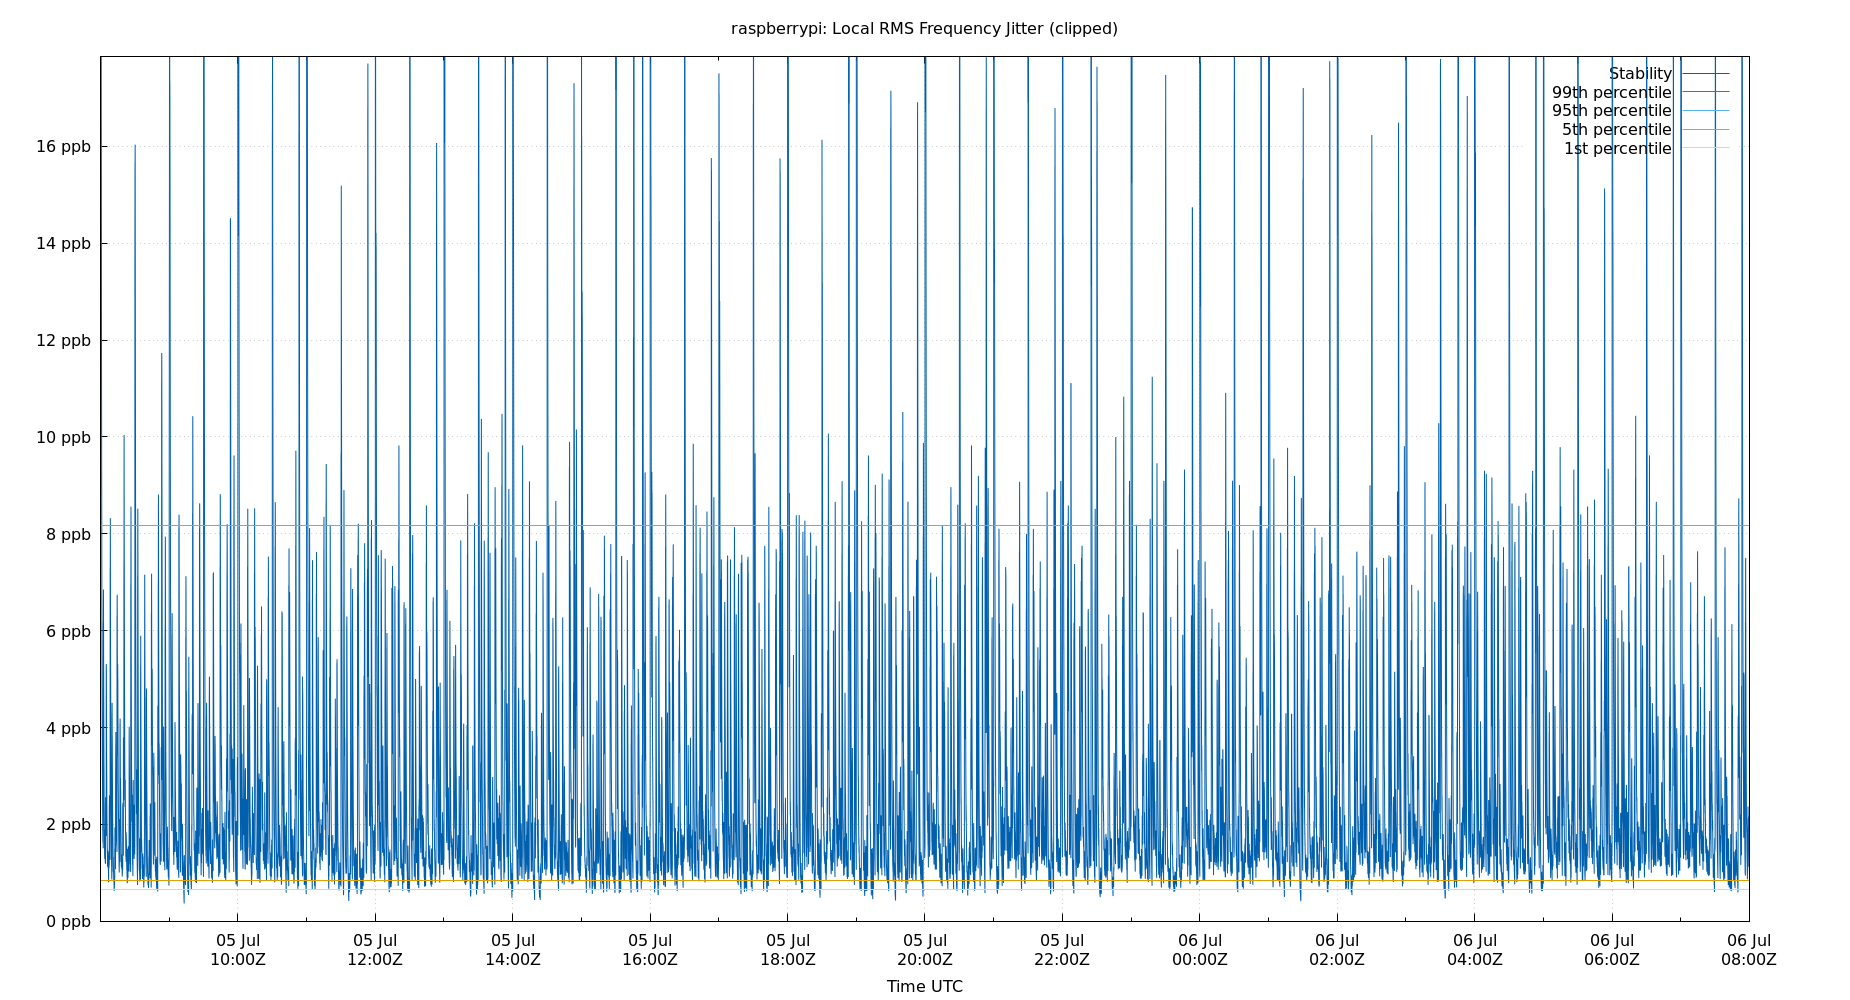 raspberrypi: Local RMS Frequency Jitter (clipped)
Stability
99th percentile
95th percentile
5th percentile
1st percentile
16 ppb
14 ppb
12 ppb
10 ppb
8 ppb
6 ppb
4 ppb
2 ppb
0 ppb
05 Jul 05 Jul 05 Jul 05 Jul 05 Jul 05 Jul 05 Jul 06 Jul 06 Jul 06 Jul 06 Jul 06 Jul
10:00Z 12:00Z 14:00Z 16:00Z 18:00Z 20:00Z 22:00Z 00:00Z 02:00Z 04:00Z 06:00Z 08:00Z
Time UTC